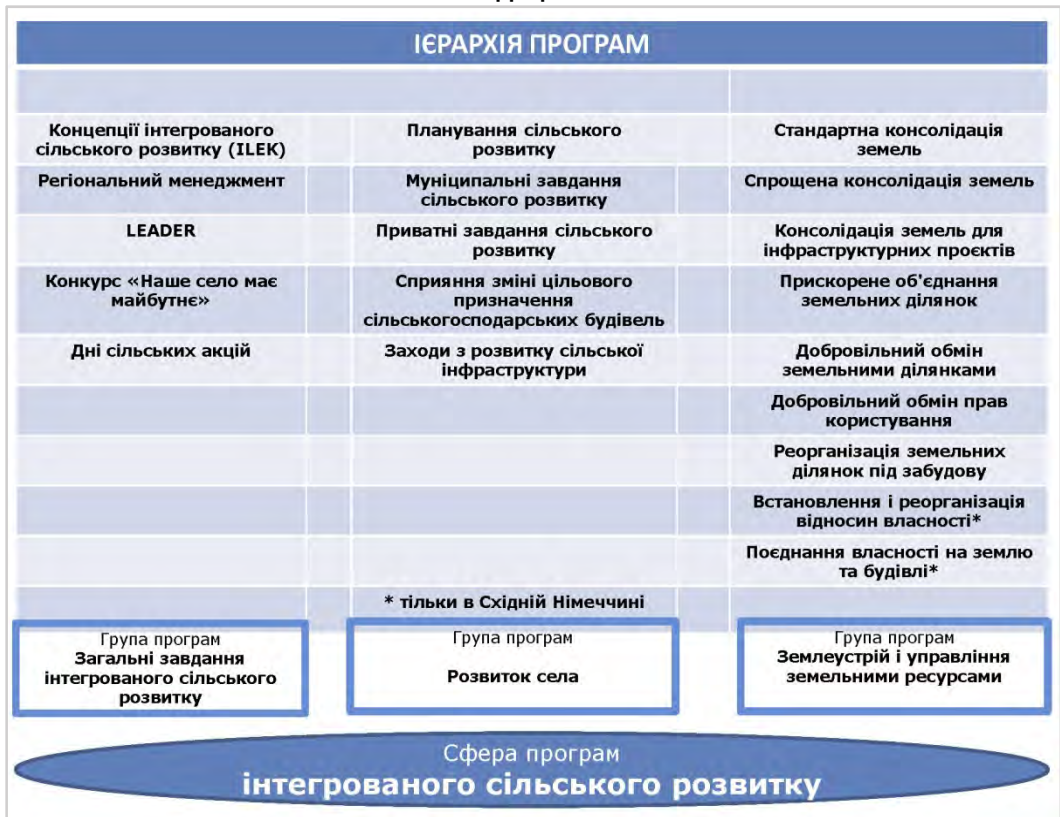 ІЄРАРХІЯ ПРОГРАМ
Концепції інтегрованого
сільського розвитку (ILEK)
Планування сільського
розвитку
Стандартна консолідація
земель
Регіональний менеджмент
Муніципальні завдання
сільського розвитку
Спрощена консолідація земель
LEADER
Приватні завдання сільського
розвитку
Консолідація земель для
інфраструктурних проєктів
Конкурс «Наше село має
майбутнє»
Сприяння зміні цільового
призначення
сільськогосподарських будівель
Прискорене об'єднання
земельних ділянок
Дні сільських акцій
Заходи з розвитку сільської
інфраструктури
Добровільний обмін
земельними ділянками
Добровільний обмін прав
користування
Реорганізація земельних
ділянок під забудову
Встановлення і реорганізація
відносин власності*
Поєднання власності на землю
та будівлі*
* тільки в Східній Німеччині
Група програм
Загальні завдання
інтегрованого сільського
розвитку
Група програм
Розвиток села
Група програм
Землеустрій і управління
земельними ресурсами
Сфера програм
інтегрованого сільського розвитку